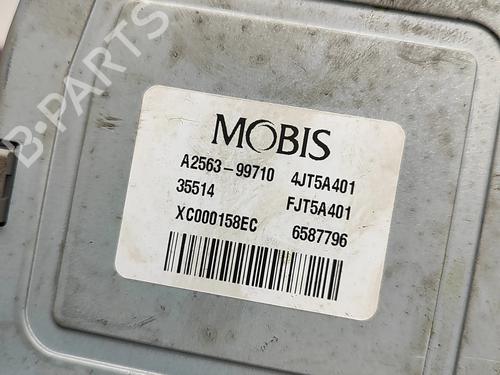 B-PARTS
MOBIS
A2563-99710 4JT5A401
35514 FJT5A401
XC000158EC 6587796